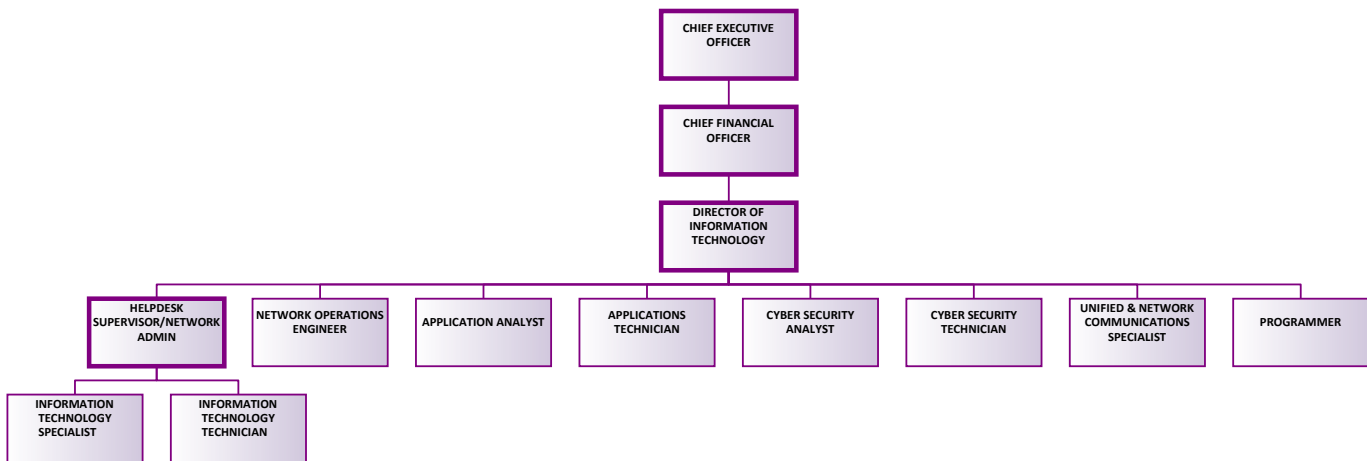 CHIEF EXECUTIVE
OFFICER
CHIEF FINANCIAL
OFFICER
DIRECTOR OF
INFORMATION
TECHNOLOGY
HELPDESK
SUPERVISOR/NETWORK
ADMIN
NETWORK OPERATIONS
ENGINEER
APPLICATION ANALYST
APPLICATIONS
TECHNICIAN
CYBER SECURITY
ANALYST
CYBER SECURITY
TECHNICIAN
UNIFIED & NETWORK
COMMUNICATIONS
SPECIALIST
PROGRAMMER
INFORMATION
TECHNOLOGY
SPECIALIST
INFORMATION
TECHNOLOGY
TECHNICIAN